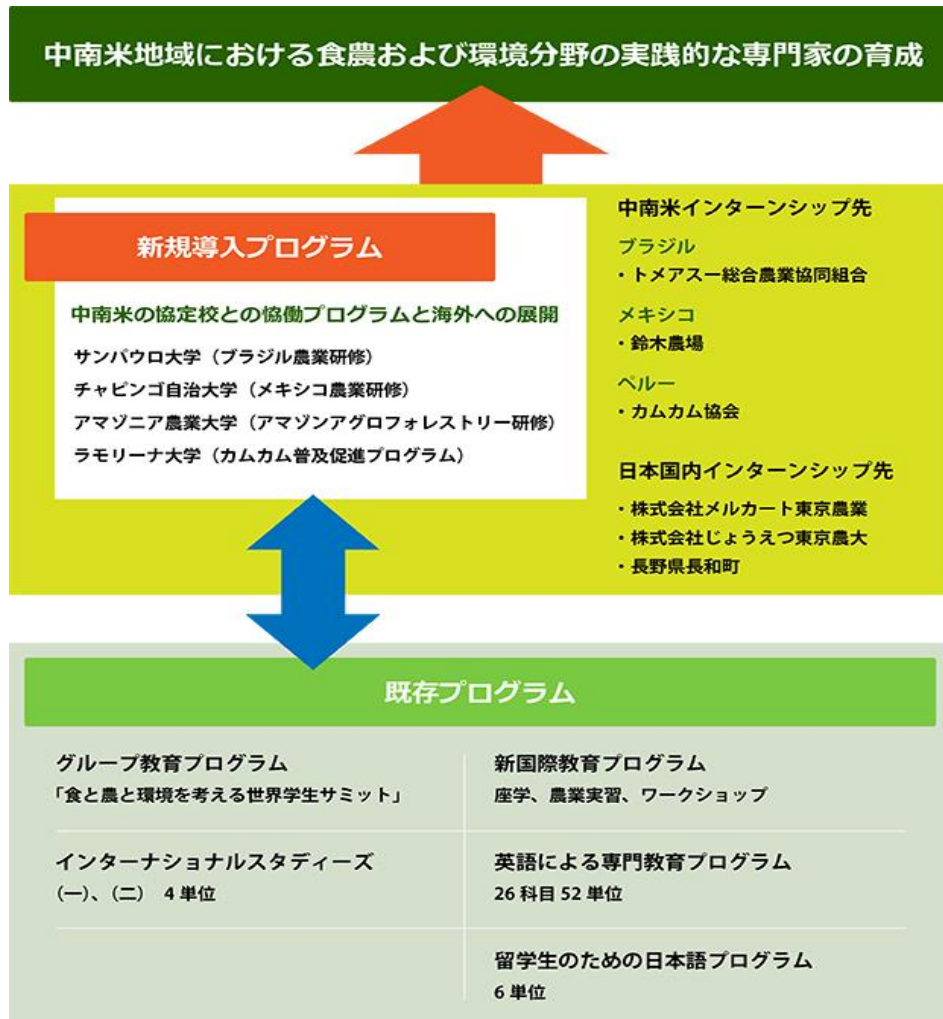 中南米地域における食農および環境分野の実践的な専門家の育成
新規導入プログラム
中南米の協定校との協働プログラムと海外への展開
サンパウロ大学（ブラジル農業研修）
チャピンゴ自治大学（メキシコ農業研修）
アマゾニア農業大学（アマゾンアグロフォレストリー研修）
ラモリーナ大学（カムカム普及促進プログラム）
中南米インターンシップ先
ブラジル
・トメアスー総合農業協同組合
メキシコ
・鈴木農場
ペルー
・カムカム協会
日本国内インターンシップ先
・株式会社メルカート東京農業
・株式会社じょうえつ東京農大
・長野県長和町
既存プログラム
グループ教育プログラム
「食と農と環境を考える世界学生サミット」
インターナショナルスタディーズ
（一）、（二） 4 単位
新国際教育プログラム
座学、農業実習、ワークショップ
英語による専門教育プログラム
26 科目 52 単位
留学生のための日本語プログラム
6 単位